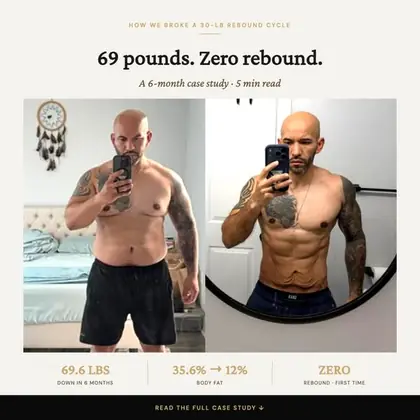 HOW WE BROKE A 30-LB REBOUND CYCLE
69 pounds. Zero rebound.
A 6-month case study · 5 min read
69.6 LBS
DOWN IN 6 MONTHS
35.6% → 12%
BODY FAT
ZERO
REBOUND · FIRST TIME
READ THE FULL CASE STUDY ↓